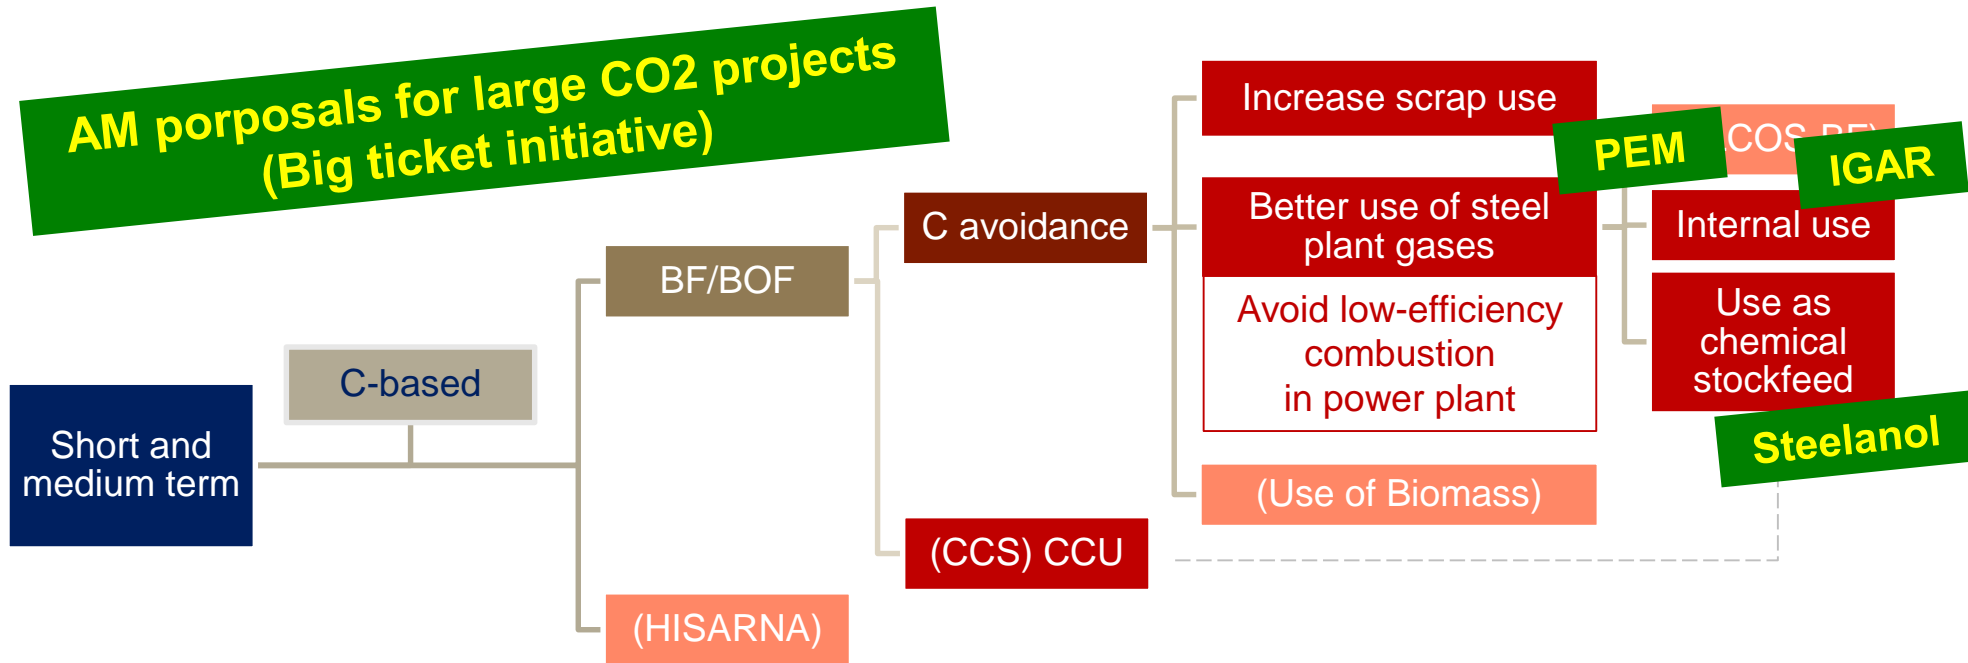 AM porposals for large CO2 projects
(Big ticket initiative)
Increase scrap use
PEM
IGAR
C avoidance
Better use of steel
plant gases
Internal use
BF/BOF
Avoid low-efficiency
combustion
in power plant
Use as
chemical
stockfeed
C-based
Short and
medium term
Steelanol
(Use of Biomass)
(CCS) CCU
(HISARNA)